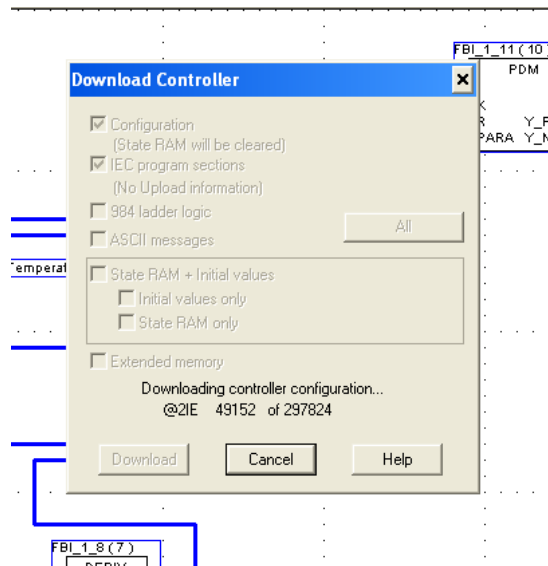 FBI_1_11 ( 10 )
PDM
Download Controller
Configuration
(State RAM will be cleared)
IEC program sections
(No Upload information)
984 ladder logic
All
ASCII messages
State RAM + Initial values
Initial values only
State RAM only
Extended memory
Downloading controller configuration...
@2IE 49152 of 297824
Download
Cancel
Help
FBI_1_8 ( 7 )